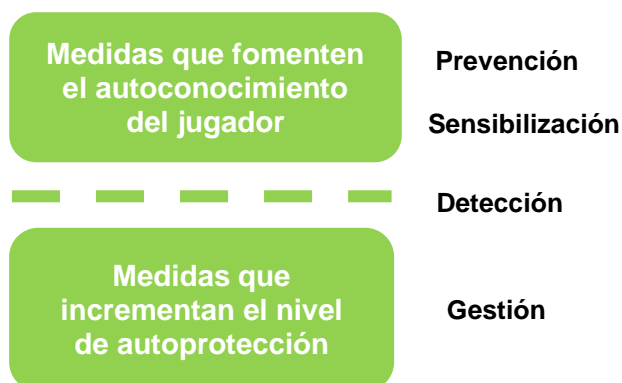 Medidas que fomenten
el autoconocimiento
del jugador
Prevención
Sensibilización
Detección
Medidas que
incrementan el nivel
de autoprotección
Gestión